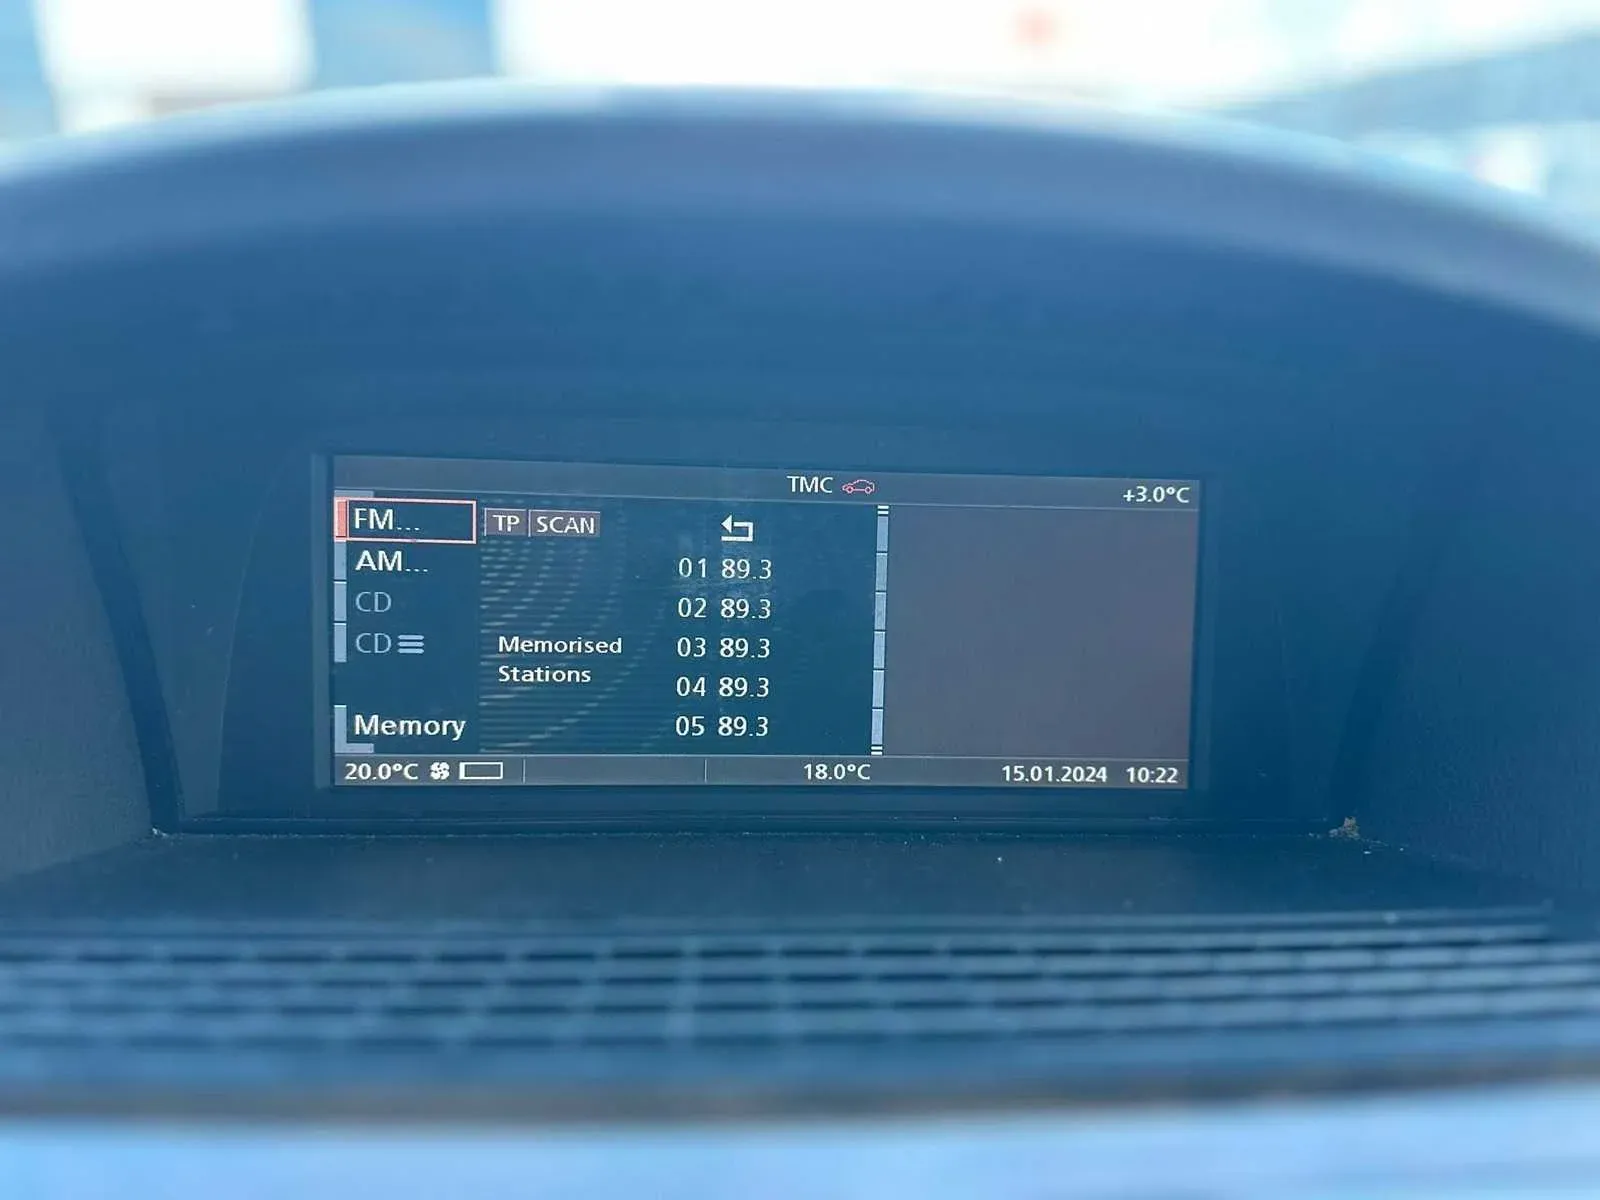 TMC
+3.0°C
FM... TP SCAN
AM... 01 89.3
CD 02 89.3
CD Memorised Stations 03 89.3
04 89.3
Memory 05 89.3
20.0°C 18.0°C 15.01.2024 10:22